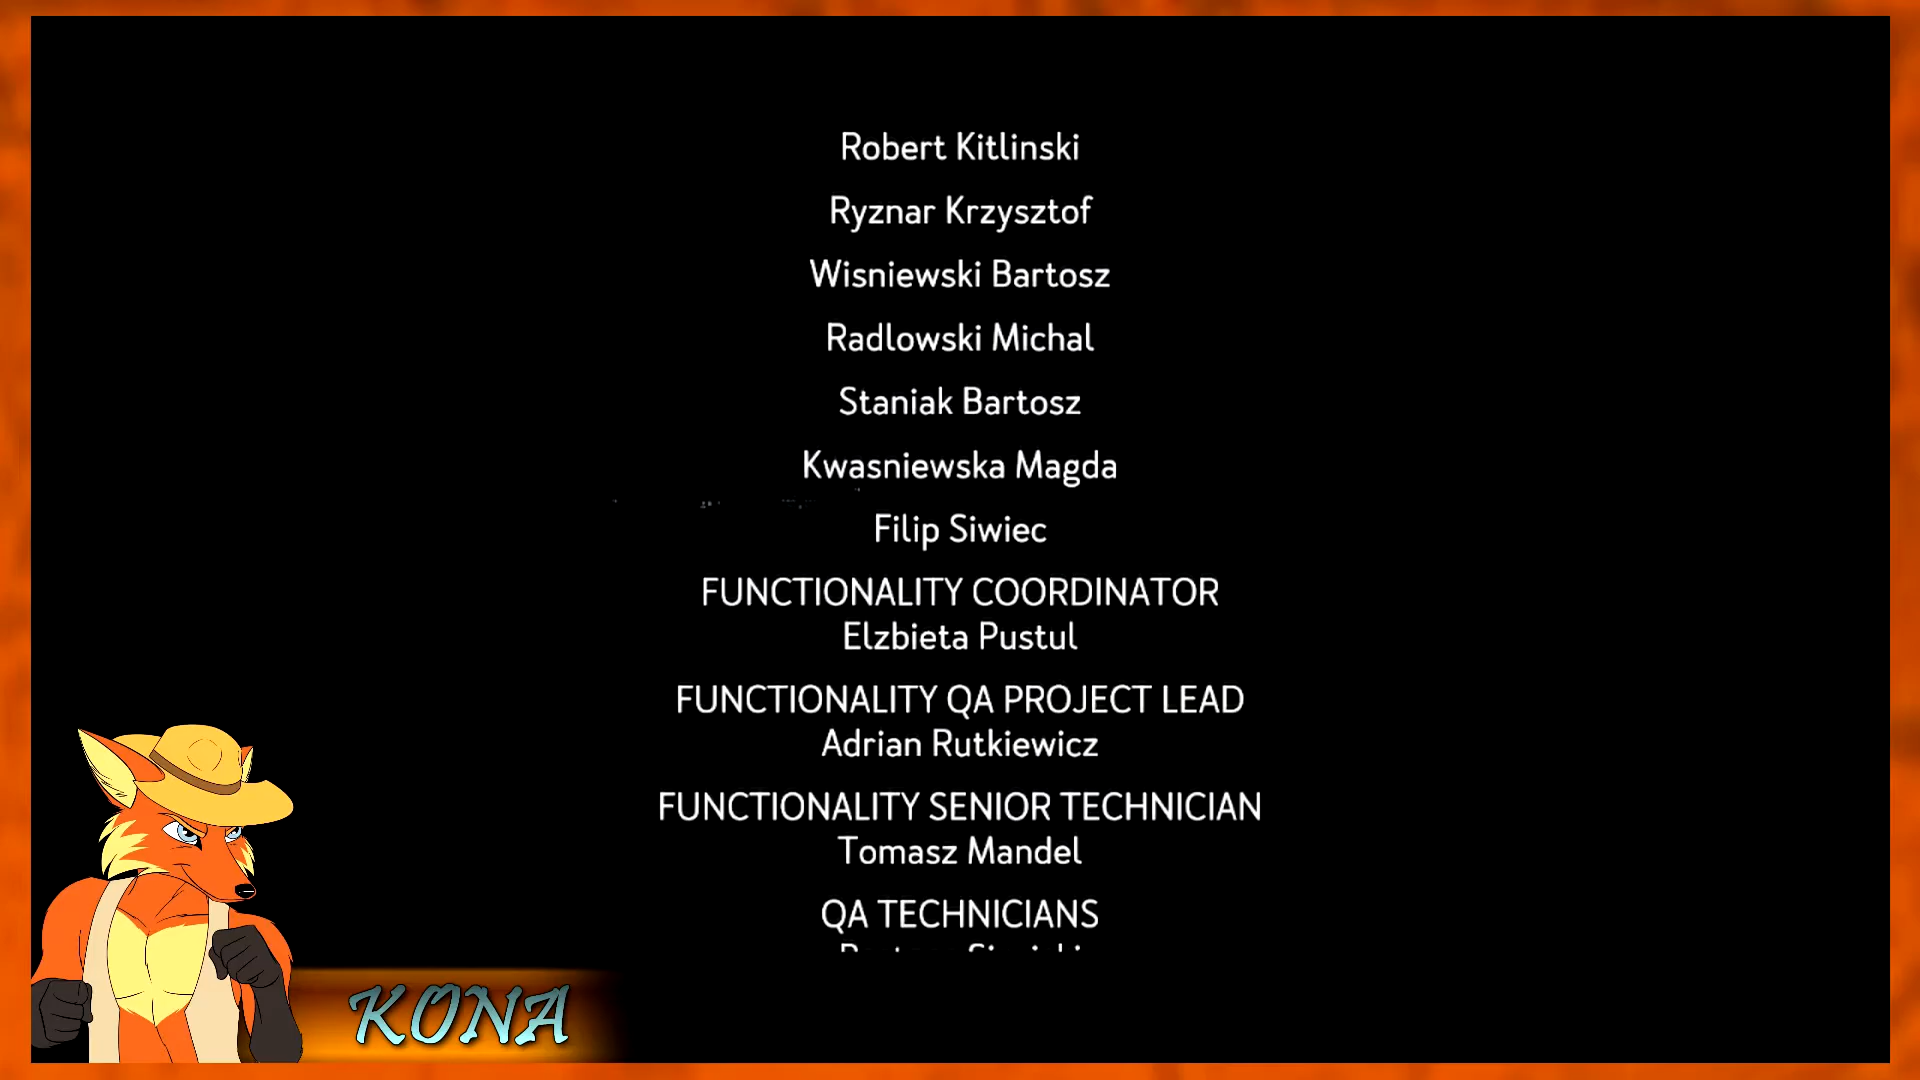 Robert Kitlinski
Ryznar Krzysztof
Wisniewski Bartosz
Radlowski Michal
Staniak Bartosz
Kwasniewska Magda
Filip Siwiec
FUNCTIONALITY COORDINATOR
Elzbieta Pustul
FUNCTIONALITY QA PROJECT LEAD
Adrian Rutkiewicz
FUNCTIONALITY SENIOR TECHNICIAN
Tomasz Mandel
QA TECHNICIANS
KONA